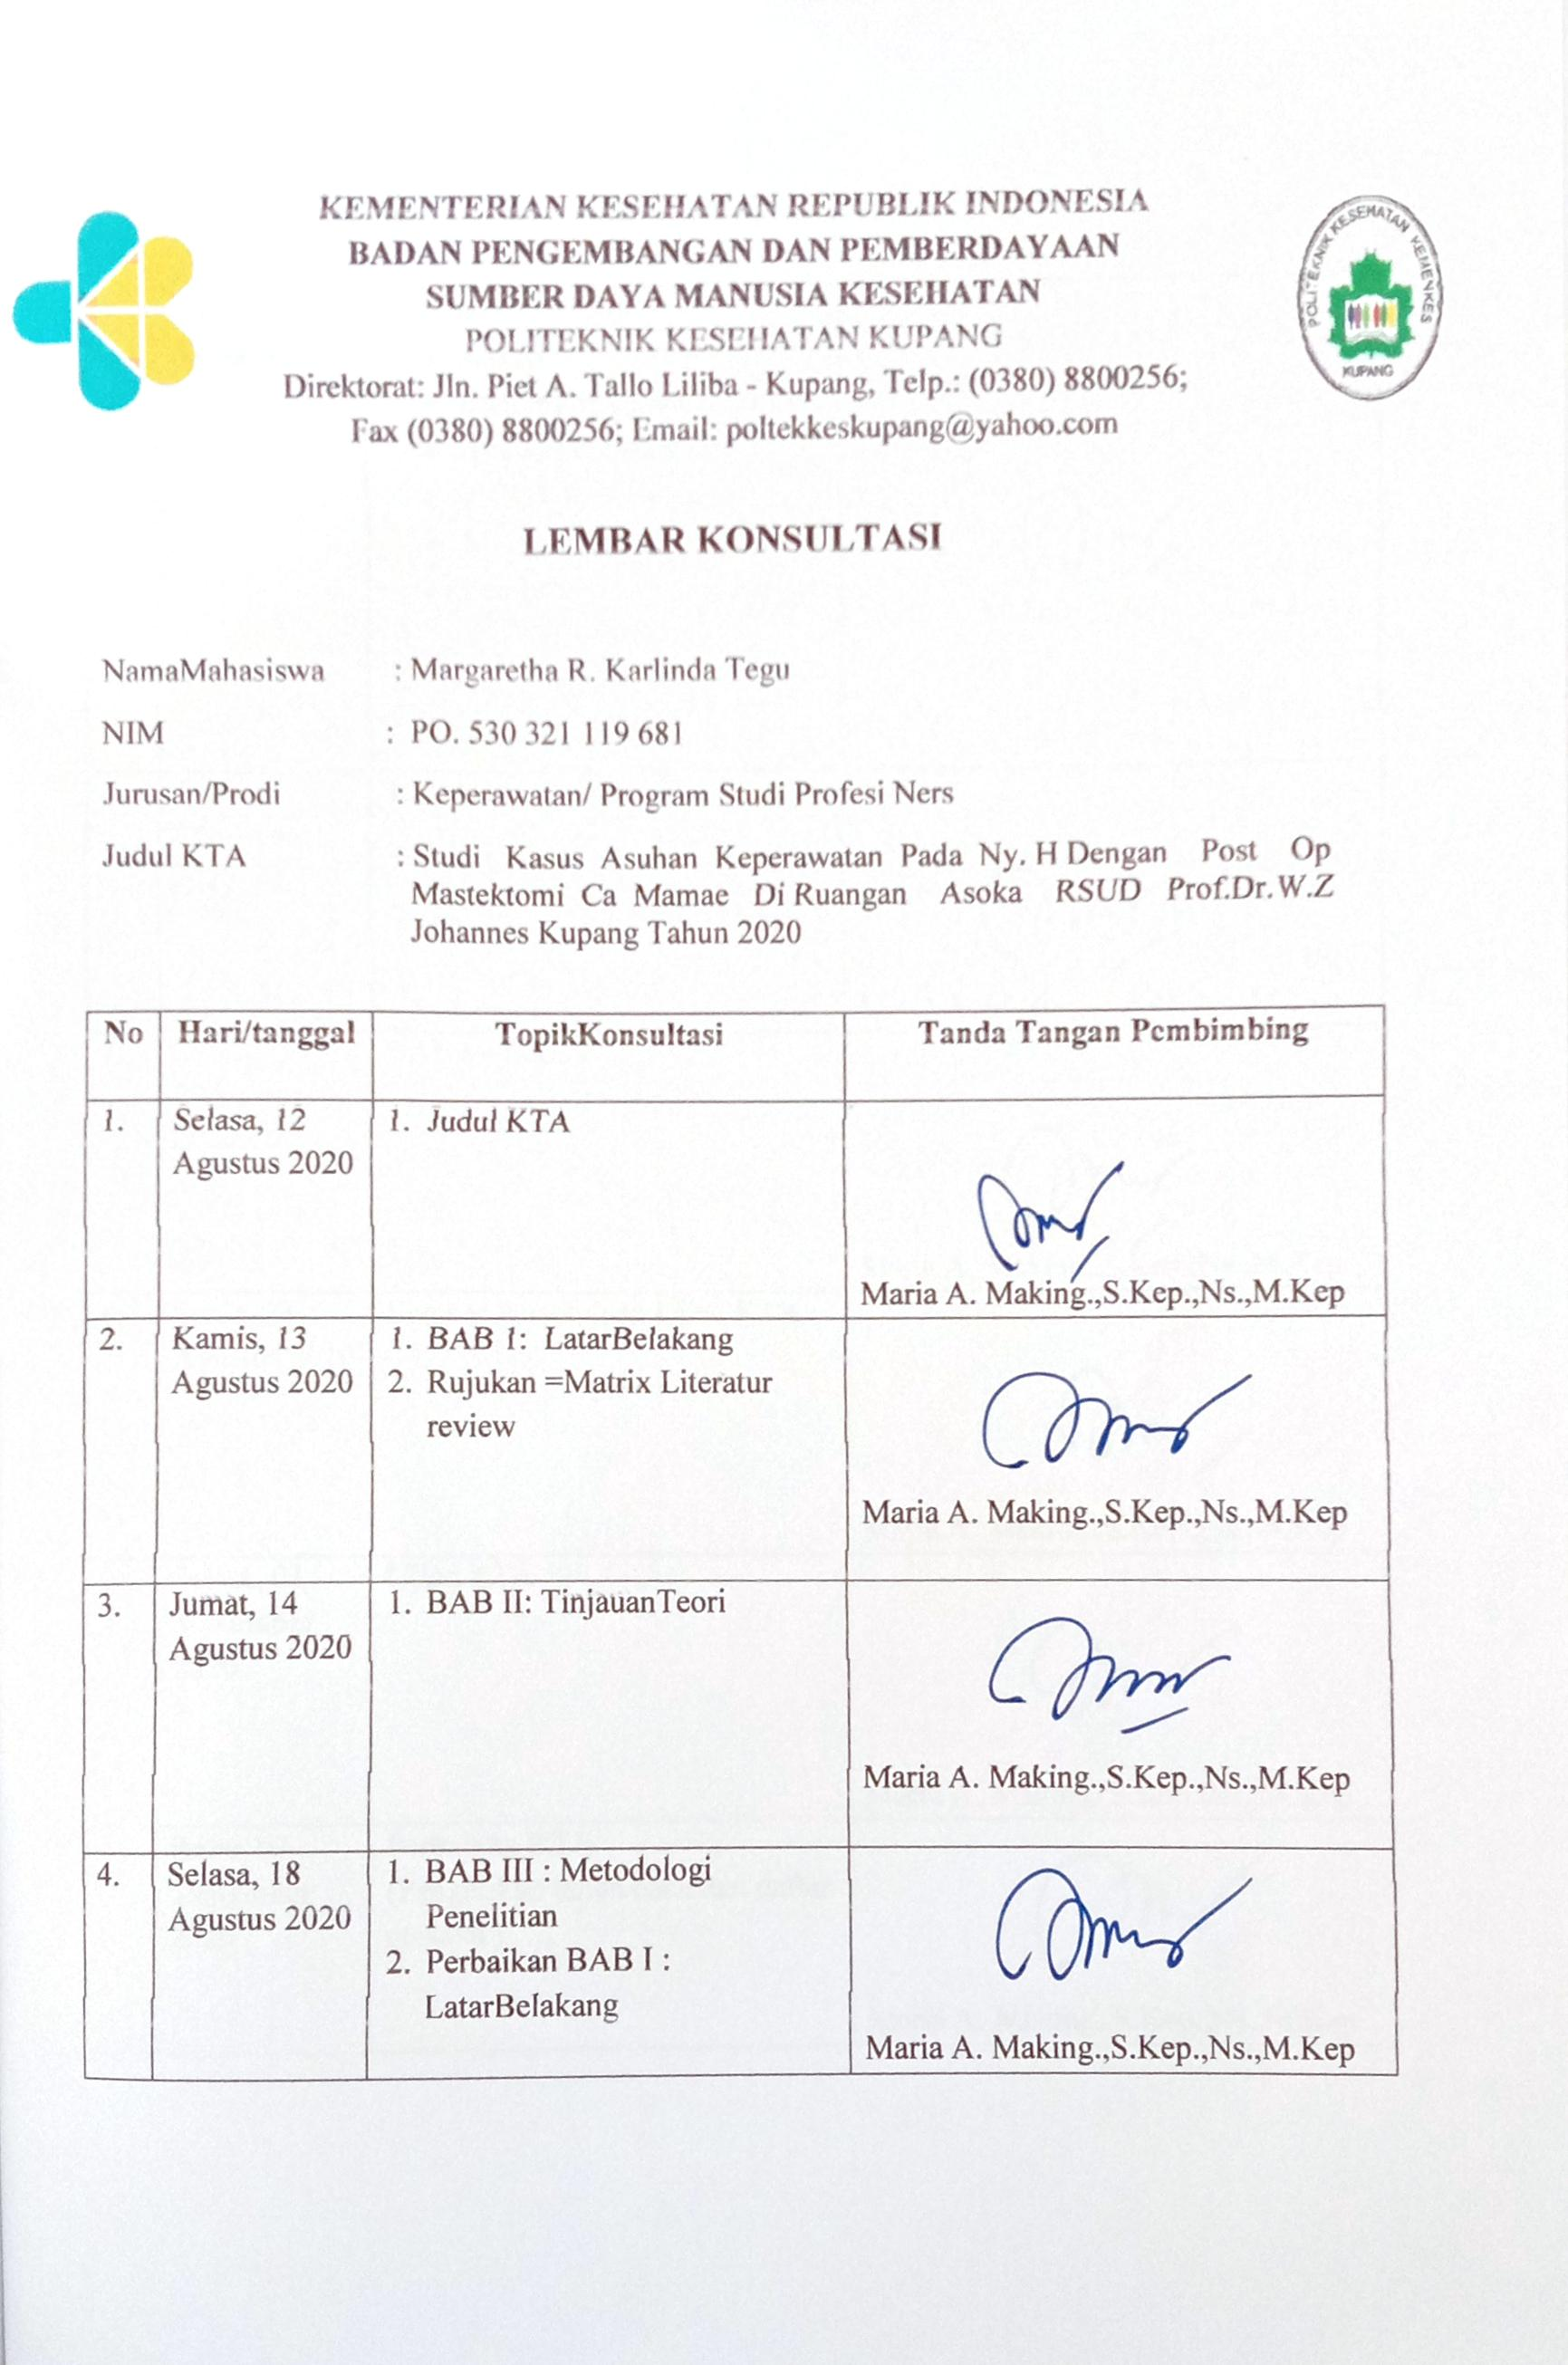 KEMENTERIAN KESEHATAN REPUBLIK INDONESIA
BADAN PENGEMBANGAN DAN PEMBERDAYAAN
SUMBER DAYA MANUSIA KESEHATAN
POLITEKNIK KESEHATAN KUPANG
Direktorat: Jln. Piet A. Tallo Liliba - Kupang, Telp.: (0380) 8800256;
Fax (0380) 8800256; Email: poltekkeskupang@yahoo.com
POLITEKNIK KESEHATAN KEMENKES
KUPANG
LEMBAR KONSULTASI
NamaMahasiswa : Margaretha R. Karlinda Tegu
NIM : PO. 530 321 119 681
Jurusan/Prodi : Keperawatan/ Program Studi Profesi Ners
Judul KTA : Studi Kasus Asuhan Keperawatan Pada Ny. H Dengan Post Op
Mastektomi Ca Mamae Di Ruangan Asoka RSUD Prof.Dr.W.Z
Johannes Kupang Tahun 2020
No Hari/tanggal TopikKonsultasi Tanda Tangan Pembimbing
1. Selasa, 12 1. Judul KTA
Agustus 2020
Maria A. Making.,S.Kep.,Ns.,M.Kep
2. Kamis, 13 1. BAB 1: LatarBelakang
Agustus 2020 2. Rujukan =Matrix Literatur
review
Maria A. Making.,S.Kep.,Ns.,M.Kep
3. Jumat, 14 1. BAB II: TinjauanTeori
Agustus 2020
Maria A. Making.,S.Kep.,Ns.,M.Kep
4. Selasa, 18 1. BAB III : Metodologi
Agustus 2020 Penelitian
2. Perbaikan BAB I :
LatarBelakang
Maria A. Making.,S.Kep.,Ns.,M.Kep